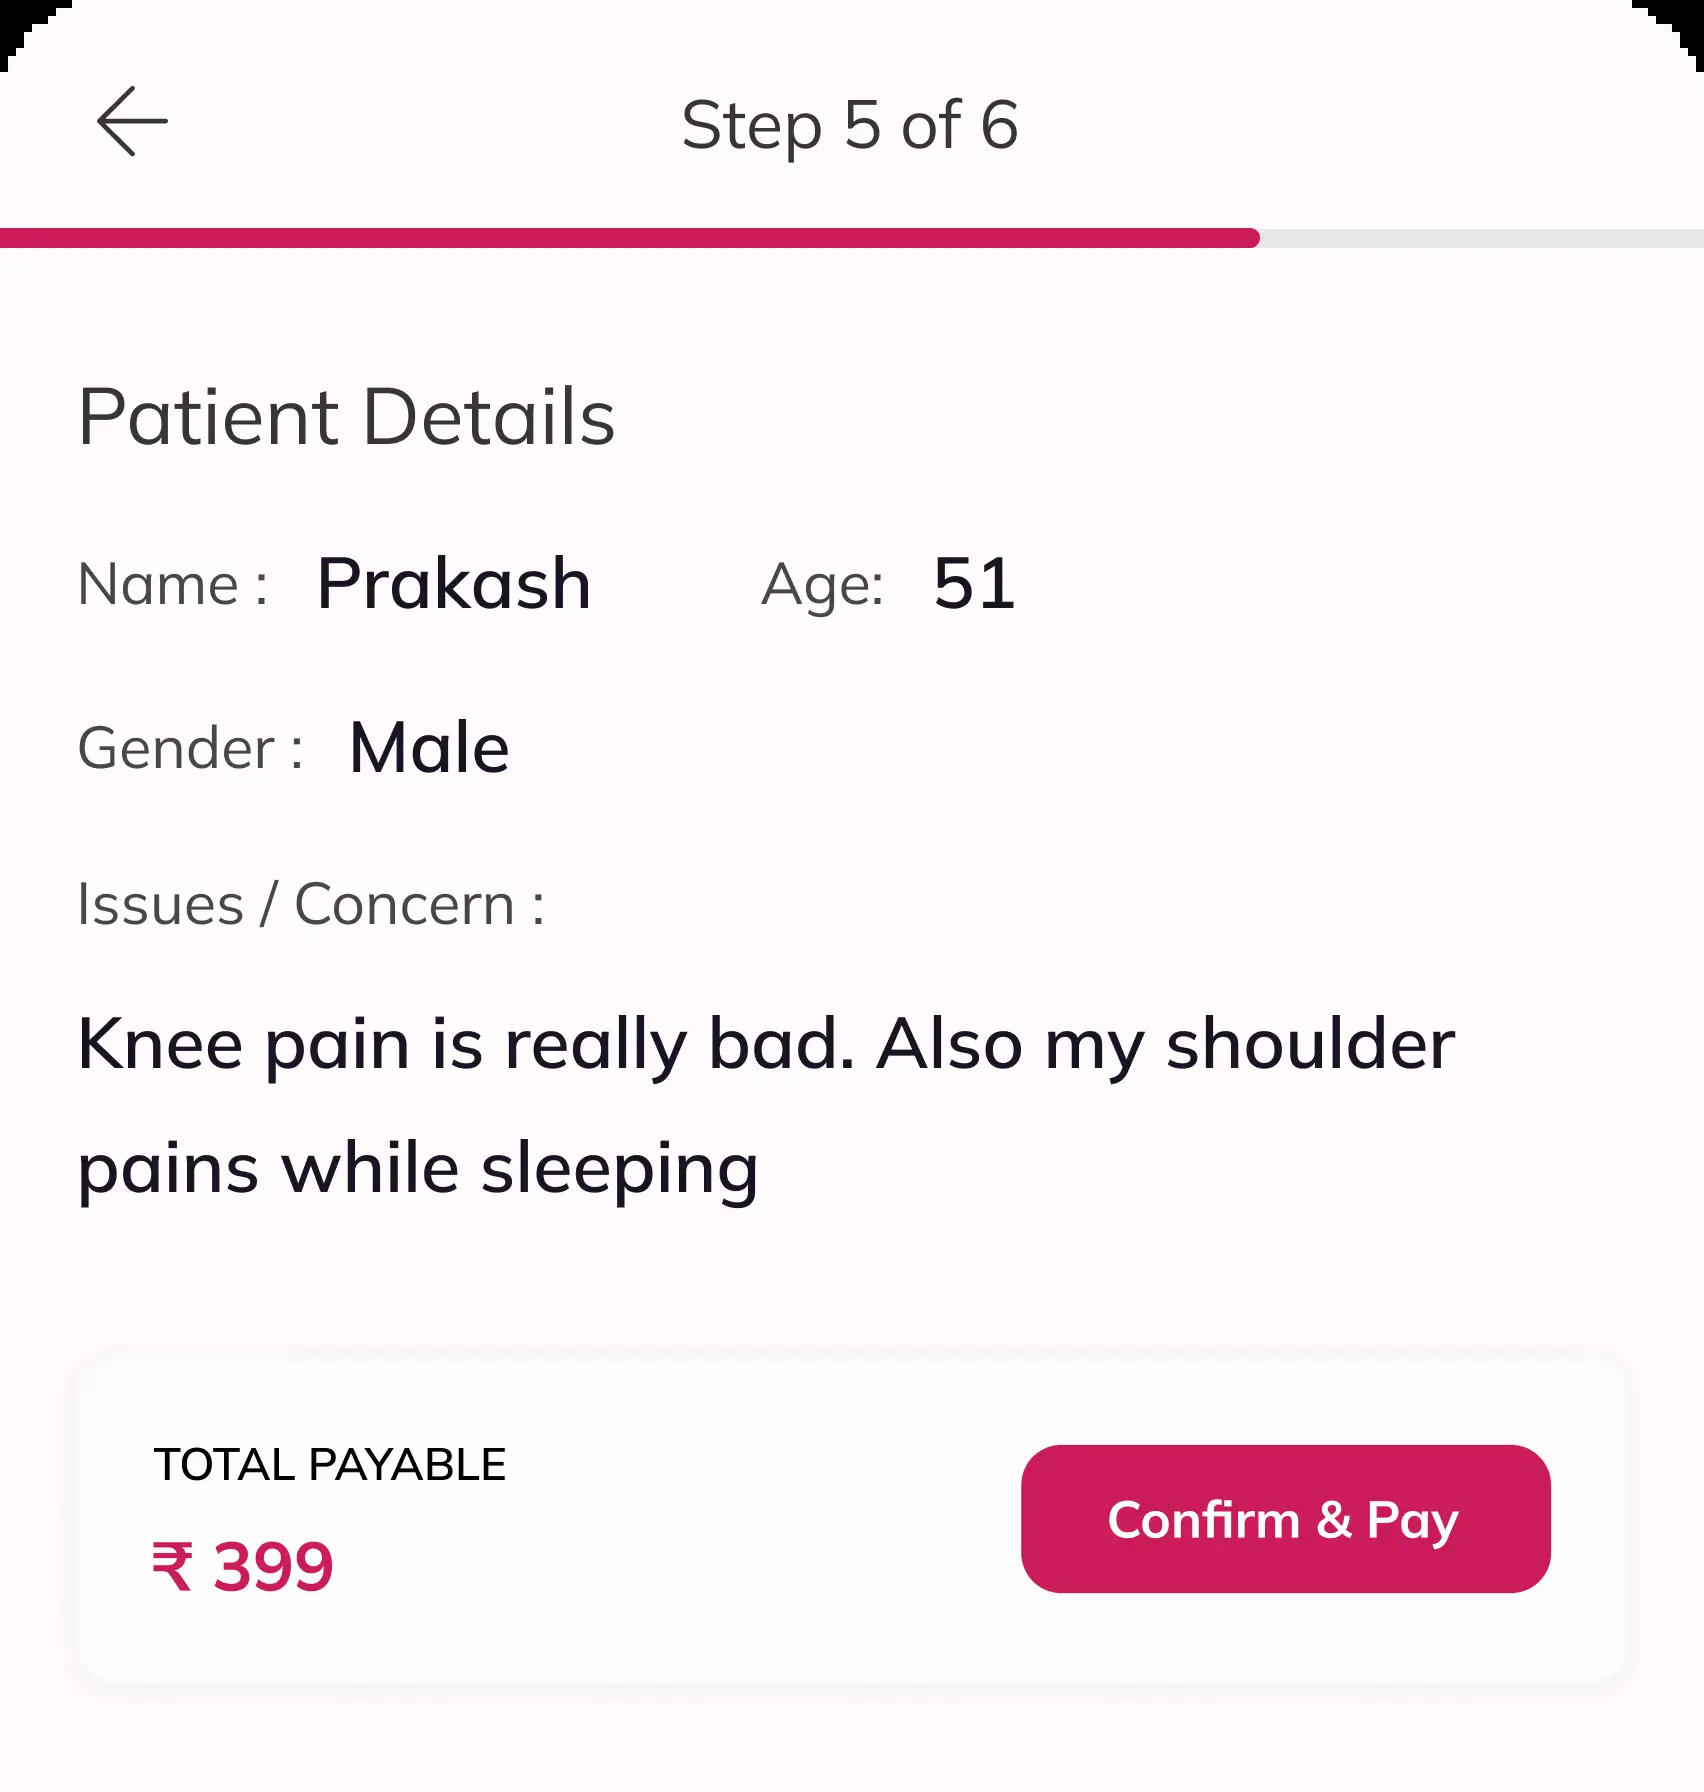 Step 5 of 6
Patient Details
Name : Prakash Age: 51
Gender : Male
Issues / Concern :
Knee pain is really bad. Also my shoulder
pains while sleeping
TOTAL PAYABLE
₹ 399
Confirm & Pay